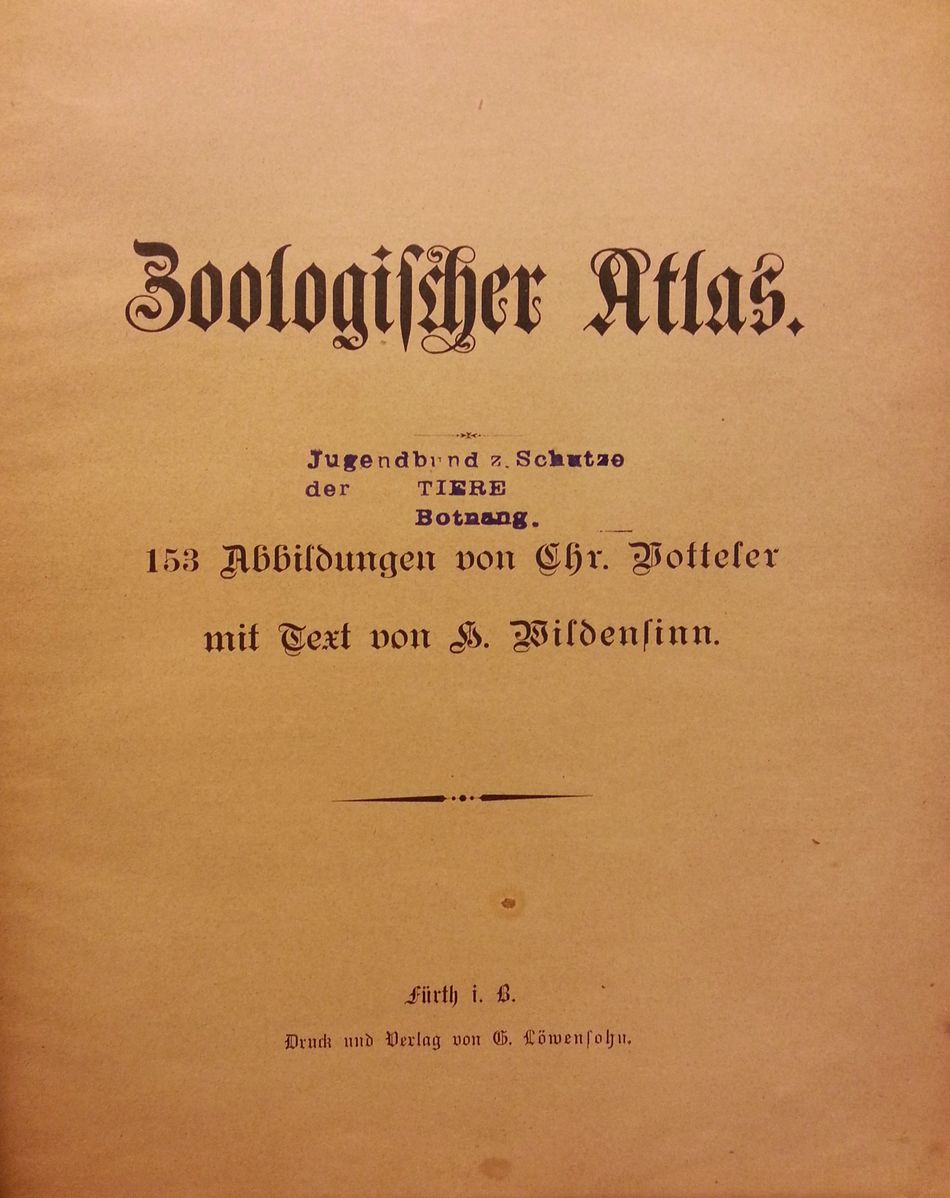 Zoologischer Atlas.
Jugendbund z. Schutze
der TIERE
Botnang.
153 Abbildungen von Chr. Votteler
mit Text von H. Wildensinn.
Fürth i. B.
Druck und Verlag von G. Löwensohn.